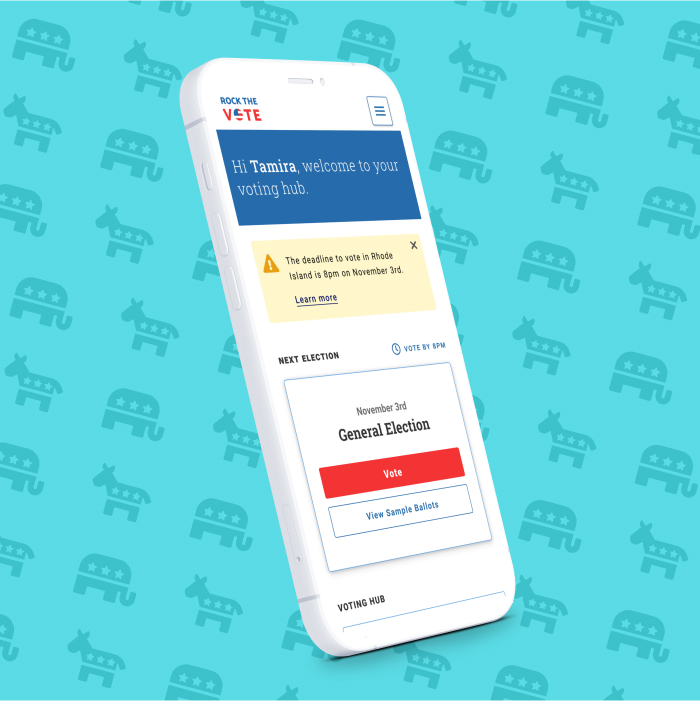 ROCK THE
VOTE
Hi Tamira, welcome to your
voting hub.
The deadline to vote in Rhode
Island is 8pm on November 3rd.
Learn more
NEXT ELECTION
VOTE BY 8PM
November 3rd
General Election
Vote
View Sample Ballots
VOTING HUB